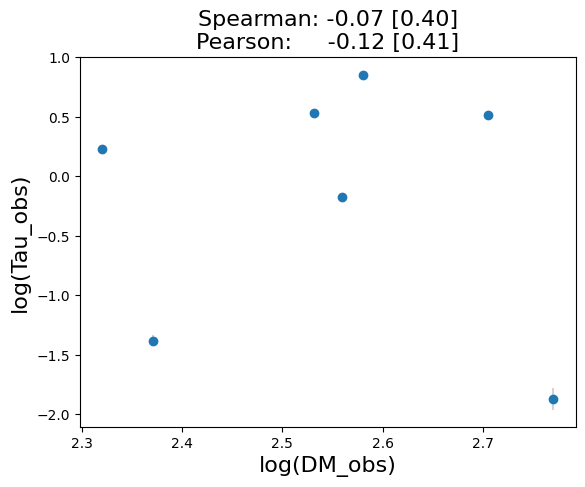 Spearman: -0.07 [0.40]
Pearson: -0.12 [0.41]
1.0
0.5
0.0
−0.5
−1.0
−1.5
−2.0
log(Tau_obs)
2.3 2.4 2.5 2.6 2.7
log(DM_obs)